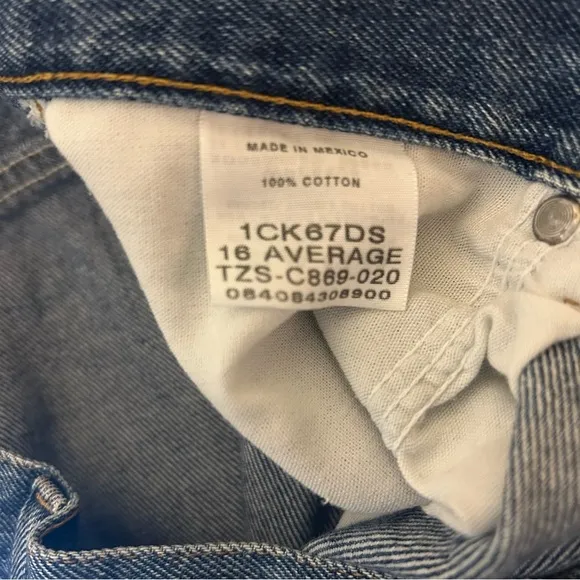 MADE IN MEXICO
100% COTTON
1CK67DS
16 AVERAGE
TZS-C869-020
084084308900